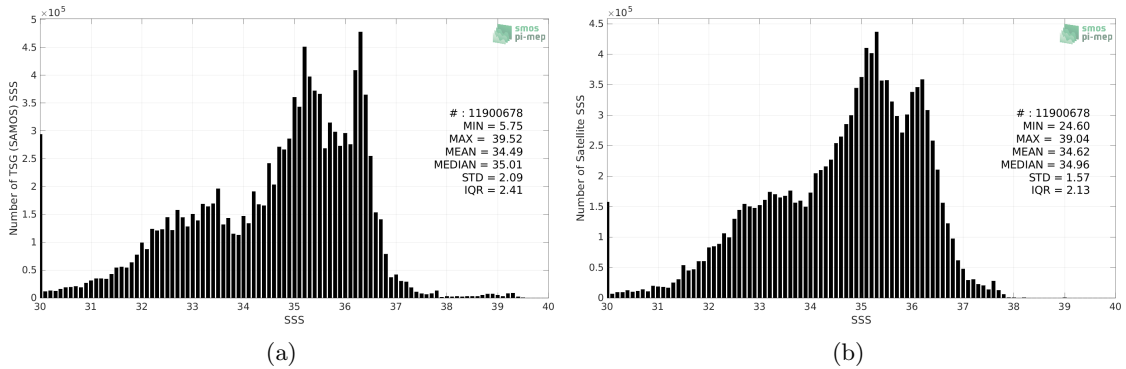 ×10⁵
5
4.5
4
3.5
3
2.5
2
1.5
1
0.5
0
Number of TSG (SAMOS) SSS
smos
pi-mep
# : 11900678
MIN = 5.75
MAX = 39.52
MEAN = 34.49
MEDIAN = 35.01
STD = 2.09
IQR = 2.41
30 31 32 33 34 35 36 37 38 39 40
SSS
(a)
×10⁵
4.5
4
3.5
3
2.5
2
1.5
1
0.5
0
Number of Satellite SSS
smos
pi-mep
# : 11900678
MIN = 24.60
MAX = 39.04
MEAN = 34.62
MEDIAN = 34.96
STD = 1.57
IQR = 2.13
30 31 32 33 34 35 36 37 38 39 40
SSS
(b)